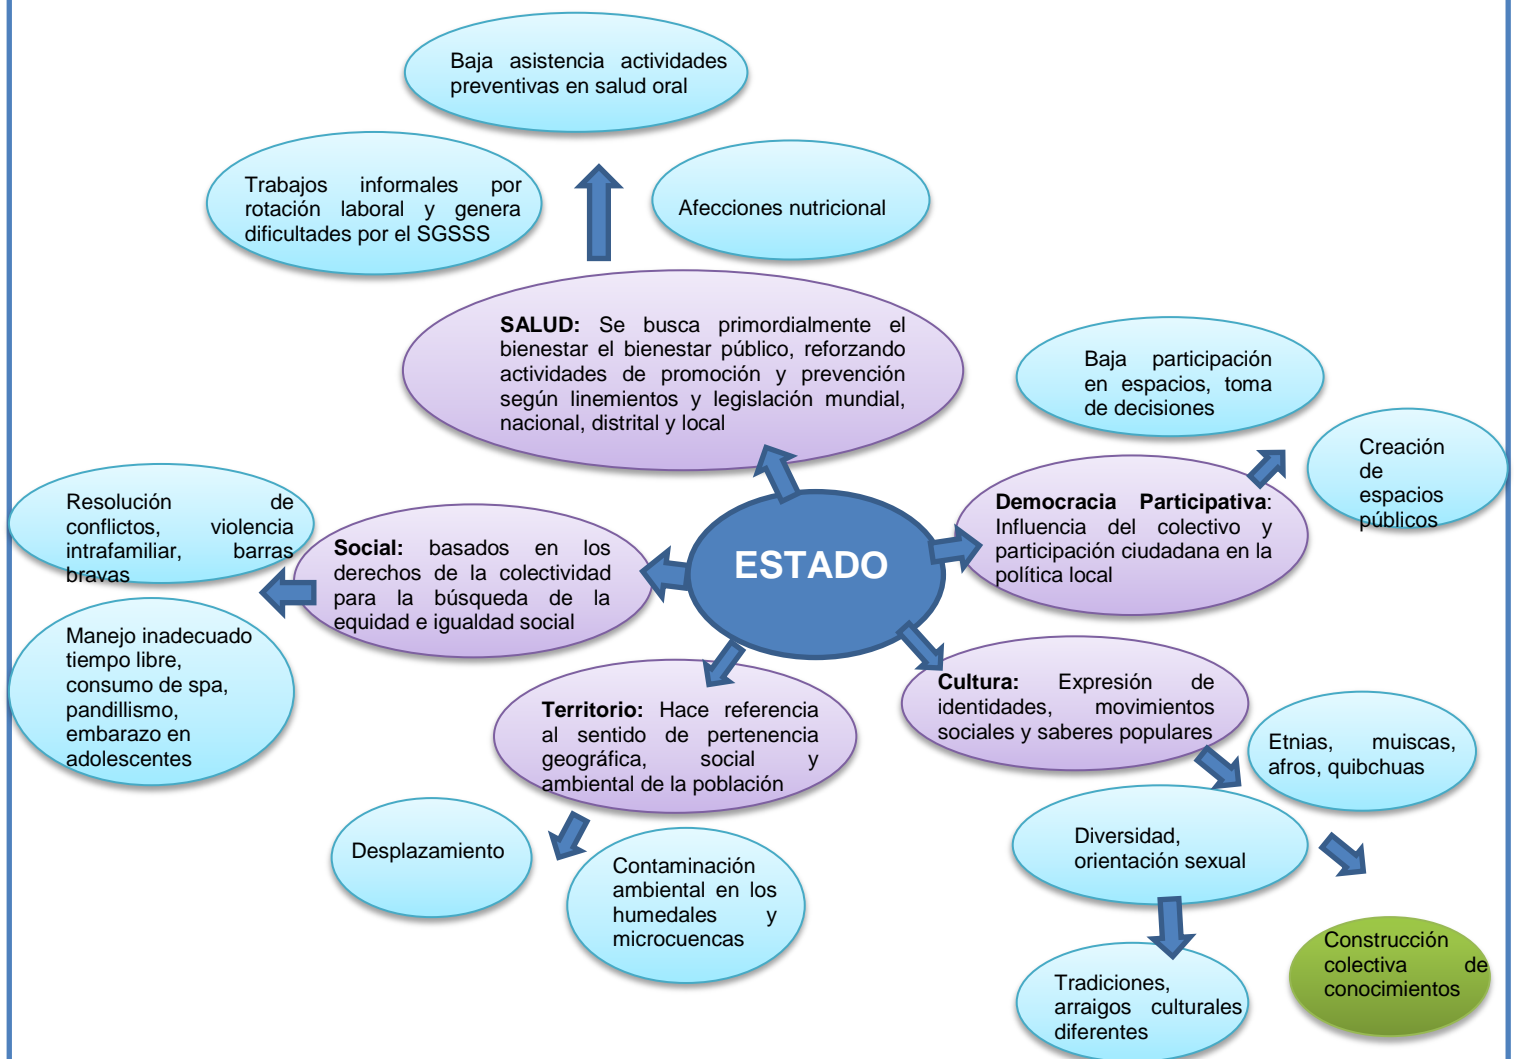 Baja asistencia actividades
preventivas en salud oral
Trabajos informales por
rotación laboral y genera
dificultades por el SGSSS
Afecciones nutricional
SALUD: Se busca primordialmente el
bienestar el bienestar público, reforzando
actividades de promoción y prevención
según linemientos y legislación mundial,
nacional, distrital y local
Baja participación
en espacios, toma
de decisiones
Creación
de
espacios
públicos
Resolución de
conflictos, violencia
intrafamiliar, barras
bravas
Social: basados en los
derechos de la colectividad
para la búsqueda de la
equidad e igualdad social
ESTADO
Democracia Participativa:
Influencia del colectivo y
participación ciudadana en la
política local
Manejo inadecuado
tiempo libre,
consumo de spa,
pandillismo,
embarazo en
adolescentes
Territorio: Hace referencia
al sentido de pertenencia
geográfica, social y
ambiental de la población
Cultura: Expresión de
identidades, movimientos
sociales y saberes populares
Etnias, muiscas,
afros, quibchuas
Desplazamiento
Contaminación
ambiental en los
humedales y
microcuencas
Diversidad,
orientación sexual
Tradiciones,
arraigos culturales
diferentes
Construcción
colectiva de
conocimientos